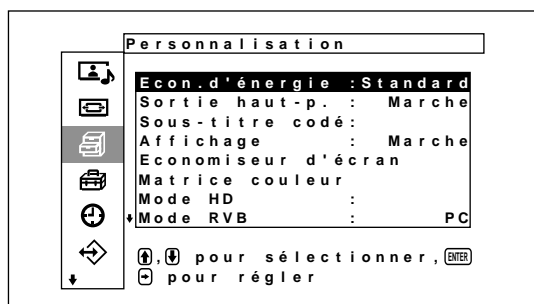 Personnalisation
Econ.d'énergie :Standard
Sortie haut-p. : Marche
Sous-titre codé:
Affichage : Marche
Economiseur d'écran
Matrice couleur
Mode HD :
Mode RVB : PC
, pour sélectionner, ENTER
pour régler